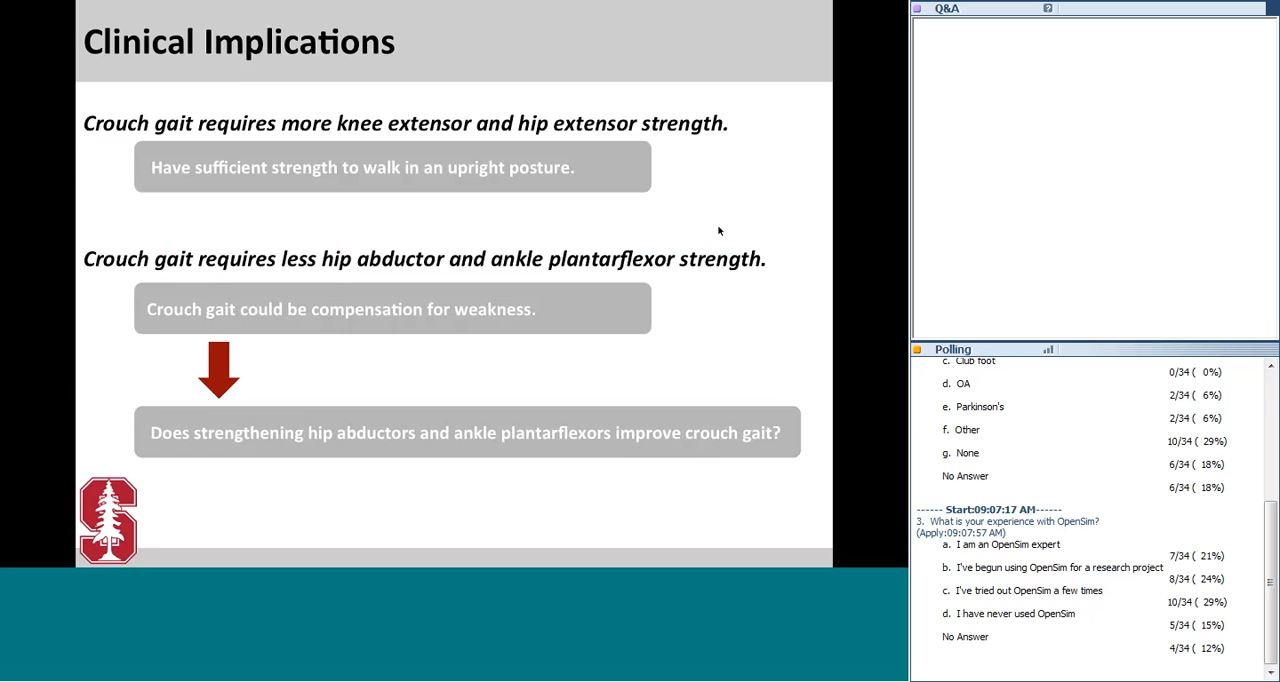 Clinical Implications
Crouch gait requires more knee extensor and hip extensor strength.
Have sufficient strength to walk in an upright posture.
Crouch gait requires less hip abductor and ankle plantarflexor strength.
Crouch gait could be compensation for weakness.
Does strengthening hip abductors and ankle plantarflexors improve crouch gait?
Q&A
?
Polling
c. Club foot
0/34 ( 0%)
d. OA
2/34 ( 6%)
e. Parkinson's
2/34 ( 6%)
f. Other
10/34 ( 29%)
g. None
6/34 ( 18%)
No Answer
6/34 ( 18%)
------ Start:09:07:17 AM------
3. What is your experience with OpenSim?
(Apply:09:07:57 AM)
a. I am an OpenSim expert
7/34 ( 21%)
b. I've begun using OpenSim for a research project
8/34 ( 24%)
c. I've tried out OpenSim a few times
10/34 ( 29%)
d. I have never used OpenSim
5/34 ( 15%)
No Answer
4/34 ( 12%)